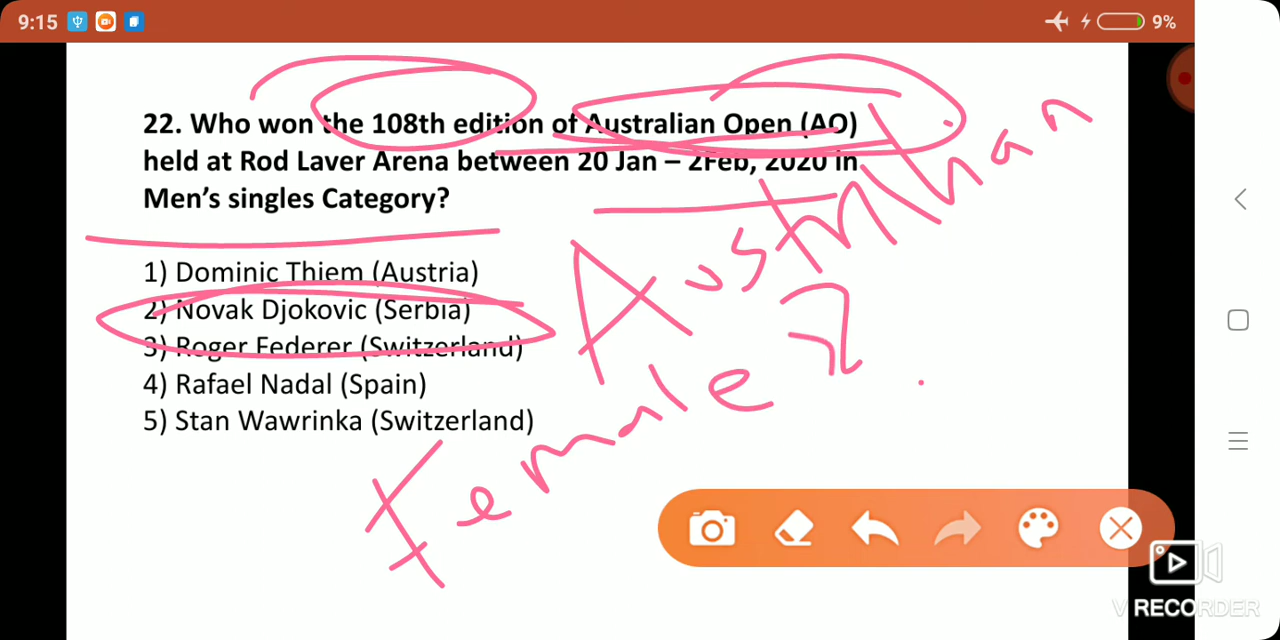 9:15
9%
22. Who won the 108th edition of Australian Open (AO)
held at Rod Laver Arena between 20 Jan – 2Feb, 2020 in
Men's singles Category?
1) Dominic Thiem (Austria)
2) Novak Djokovic (Serbia)
3) Roger Federer (Switzerland)
4) Rafael Nadal (Spain)
5) Stan Wawrinka (Switzerland)
Female
V RECORDER